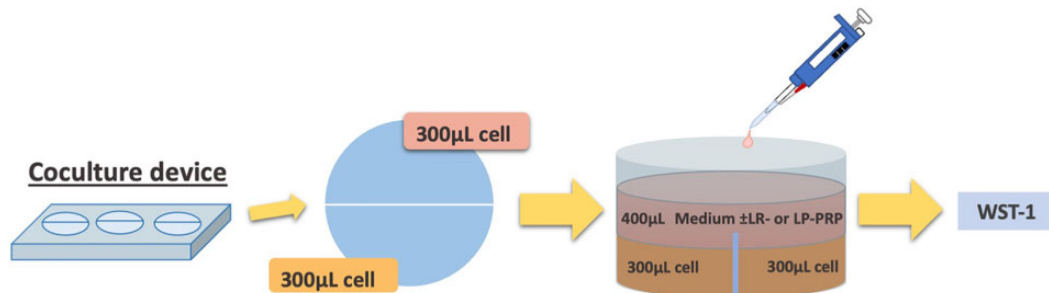 Coculture device
300µL cell
300µL cell
400µL Medium ±LR- or LP-PRP
300µL cell 300µL cell
WST-1